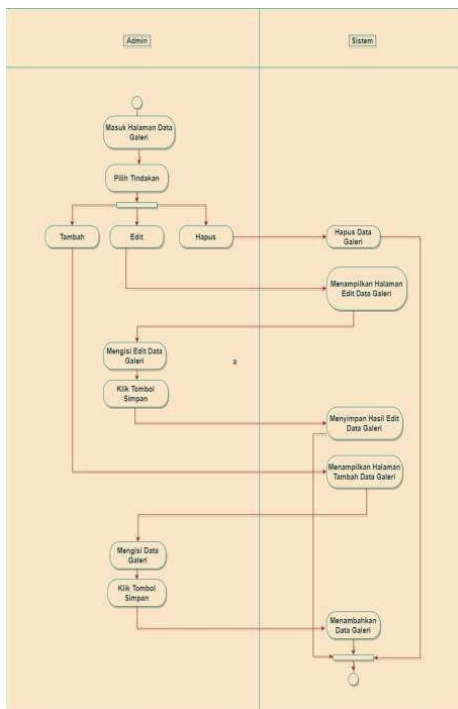 Admin
Sistem
Masuk Halaman Data
Galeri
Pilih Tindakan
Tambah
Edit
Hapus
Hapus Data
Galeri
Menampilkan Halaman
Edit Data Galeri
Mengisi Edit Data
Galeri
a
Klik Tombol
Simpan
Menyimpan Hasil Edit
Data Galeri
Menampilkan Halaman
Tambah Data Galeri
Mengisi Data
Galeri
Klik Tombol
Simpan
Menambahkan
Data Galeri